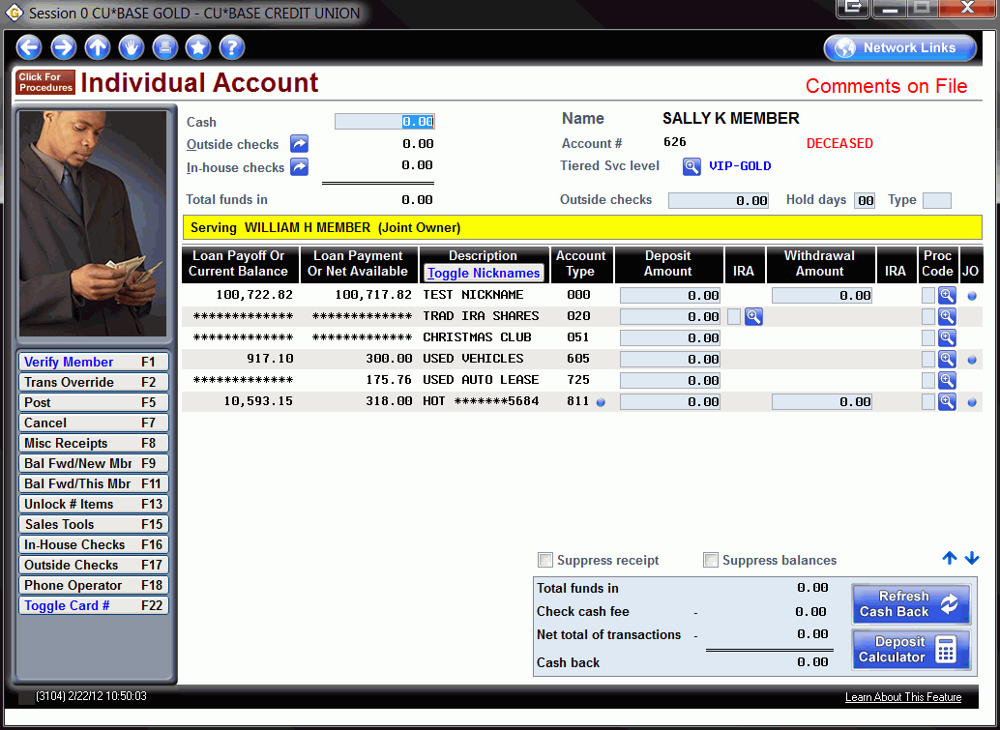 Session 0 CU*BASE GOLD - CU*BASE CREDIT UNION
Network Links
Click For
Procedures
Individual Account
Comments on File
Cash 0.00
Outside checks 0.00
In-house checks 0.00
Total funds in 0.00
Name SALLY K MEMBER
Account # 626 DECEASED
Tiered Svc level VIP-GOLD
Outside checks 0.00 Hold days 00 Type
Serving WILLIAM H MEMBER (Joint Owner)
Loan Payoff Or Loan Payment Description Account Deposit Withdrawal Proc
Current Balance Or Net Available Toggle Nicknames Type Amount IRA Amount IRA Code JO
100,722.82 100,717.82 TEST NICKNAME 000 0.00 0.00
************* ************* TRAD IRA SHARES 020 0.00
************* ************* CHRISTMAS CLUB 051 0.00
917.10 300.00 USED VEHICLES 605 0.00
************* 175.76 USED AUTO LEASE 725 0.00
10,593.15 318.00 HOT *******5684 811 0.00 0.00
Verify Member F1
Trans Override F2
Post F5
Cancel F7
Misc Receipts F8
Bal Fwd/New Mbr F9
Bal Fwd/This Mbr F11
Unlock # Items F13
Sales Tools F15
In-House Checks F16
Outside Checks F17
Phone Operator F18
Toggle Card # F22
Suppress receipt Suppress balances
Total funds in 0.00
Check cash fee - 0.00
Net total of transactions - 0.00
Cash back 0.00
Refresh
Cash Back
Deposit
Calculator
(3104) 2/22/12 10:50:03
Learn About This Feature